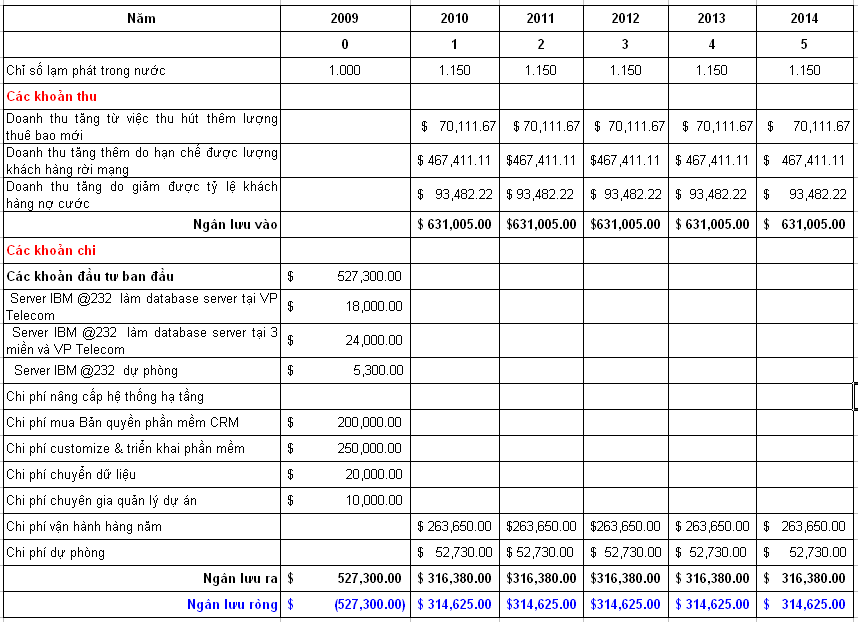 Năm 2009 2010 2011 2012 2013 2014
0 1 2 3 4 5
Chỉ số lạm phát trong nước 1.000 1.150 1.150 1.150 1.150 1.150
Các khoản thu
Doanh thu tăng từ việc thu hút thêm lượng
thuê bao mới $ 70,111.67 $ 70,111.67 $ 70,111.67 $ 70,111.67 $ 70,111.67
Doanh thu tăng thêm do hạn chế được lượng
khách hàng rời mạng $ 467,411.11 $467,411.11 $467,411.11 $ 467,411.11 $ 467,411.11
Doanh thu tăng do giảm được tỷ lệ khách
hàng nợ cước $ 93,482.22 $ 93,482.22 $ 93,482.22 $ 93,482.22 $ 93,482.22
Ngân lưu vào $ 631,005.00 $631,005.00 $631,005.00 $ 631,005.00 $ 631,005.00
Các khoản chi
Các khoản đầu tư ban đầu $ 527,300.00
Server IBM @232 làm database server tại VP
Telecom $ 18,000.00
Server IBM @232 làm database server tại 3
miền và VP Telecom $ 24,000.00
Server IBM @232 dự phòng $ 5,300.00
Chi phí nâng cấp hệ thống hạ tầng
Chi phí mua Bản quyền phần mềm CRM $ 200,000.00
Chi phí customize & triển khai phần mềm $ 250,000.00
Chi phí chuyển dữ liệu $ 20,000.00
Chi phí chuyên gia quản lý dự án $ 10,000.00
Chi phí vận hành hàng năm $ 263,650.00 $263,650.00 $263,650.00 $ 263,650.00 $ 263,650.00
Chi phí dự phòng $ 52,730.00 $ 52,730.00 $ 52,730.00 $ 52,730.00 $ 52,730.00
Ngân lưu ra $ 527,300.00 $ 316,380.00 $316,380.00 $316,380.00 $ 316,380.00 $ 316,380.00
Ngân lưu ròng $ (527,300.00) $ 314,625.00 $314,625.00 $314,625.00 $ 314,625.00 $ 314,625.00